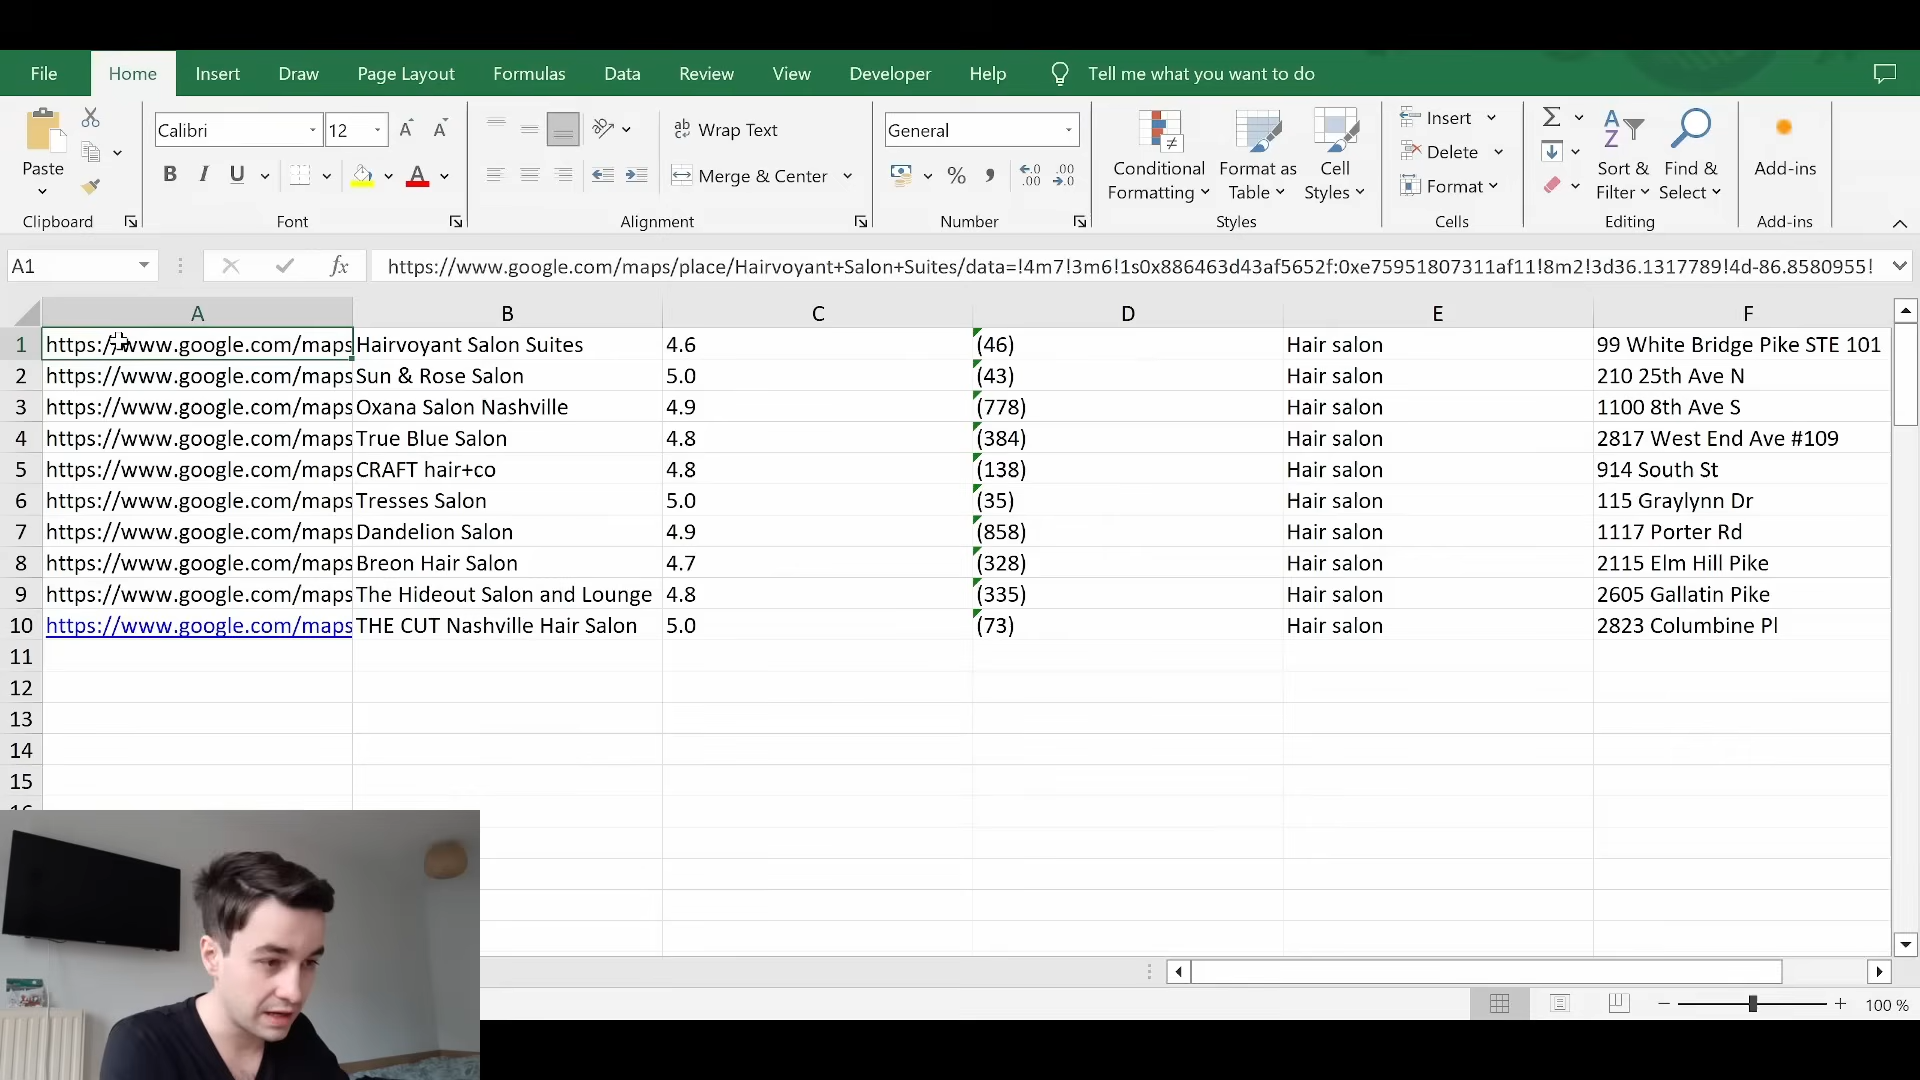 File Home Insert Draw Page Layout Formulas Data Review View Developer Help Tell me what you want to do
Paste
Clipboard
Calibri 12
A A
B I U A
Font
ab Wrap Text
Merge & Center
Alignment
General
% , .00
Number
Conditional Formatting
Format as Table
Cell Styles
Styles
Insert
Delete
Format
Cells
Sort & Filter
Find & Select
Editing
Add-ins
Add-ins
A1 fx https://www.google.com/maps/place/Hairvoyant+Salon+Suites/data=!4m7!3m6!1s0x886463d43af5652f:0xe75951807311af11!8m2!3d36.1317789!4d-86.8580955!
A B C D E F
1 https://www.google.com/maps Hairvoyant Salon Suites 4.6 (46) Hair salon 99 White Bridge Pike STE 101
2 https://www.google.com/maps Sun & Rose Salon 5.0 (43) Hair salon 210 25th Ave N
3 https://www.google.com/maps Oxana Salon Nashville 4.9 (778) Hair salon 1100 8th Ave S
4 https://www.google.com/maps True Blue Salon 4.8 (384) Hair salon 2817 West End Ave #109
5 https://www.google.com/maps CRAFT hair+co 4.8 (138) Hair salon 914 South St
6 https://www.google.com/maps Tresses Salon 5.0 (35) Hair salon 115 Graylynn Dr
7 https://www.google.com/maps Dandelion Salon 4.9 (858) Hair salon 1117 Porter Rd
8 https://www.google.com/maps Breon Hair Salon 4.7 (328) Hair salon 2115 Elm Hill Pike
9 https://www.google.com/maps The Hideout Salon and Lounge 4.8 (335) Hair salon 2605 Gallatin Pike
10 https://www.google.com/maps THE CUT Nashville Hair Salon 5.0 (73) Hair salon 2823 Columbine Pl
11
12
13
14
15
100 %